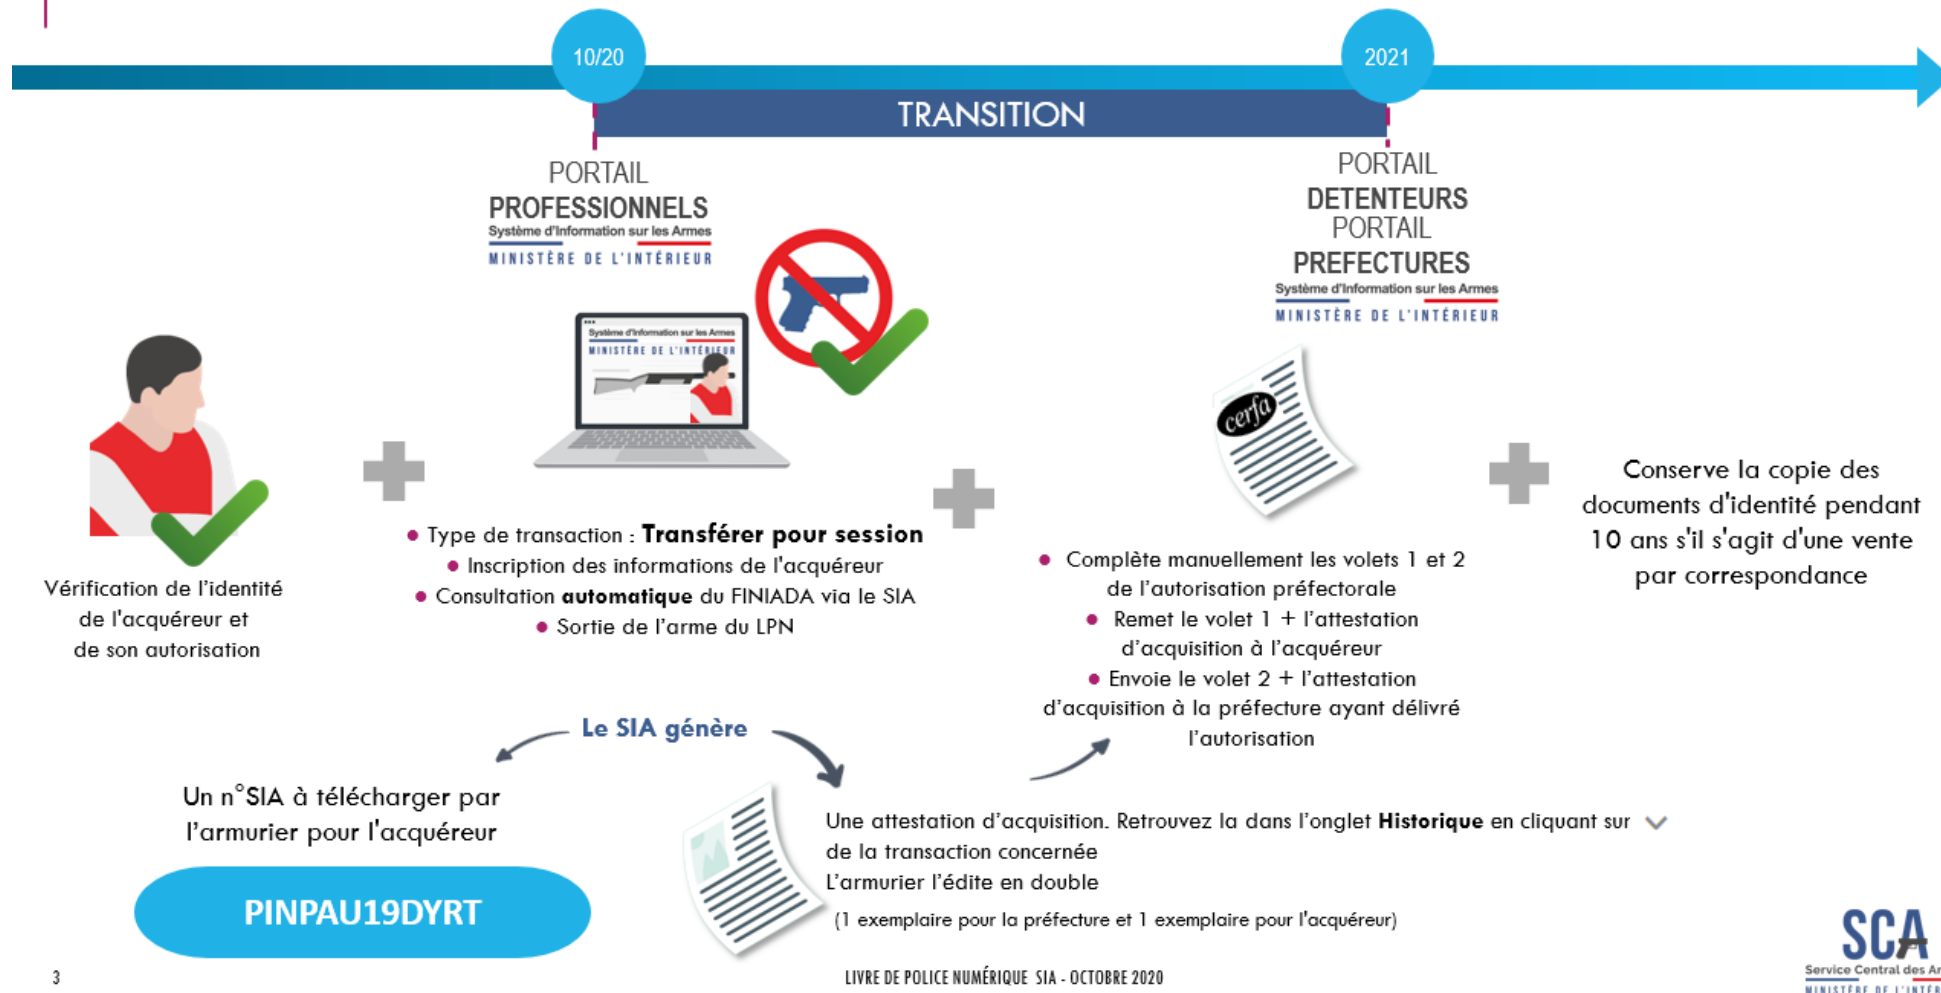 10/20
2021
TRANSITION
PORTAIL
PROFESSIONNELS
Système d'Information sur les Armes
MINISTÈRE DE L'INTÉRIEUR
PORTAIL
DETENTEURS
PORTAIL
PREFECTURES
Système d'Information sur les Armes
MINISTÈRE DE L'INTÉRIEUR
Système d'Information sur les Armes
MINISTÈRE DE L'INTÉRIEUR
cerfa
Vérification de l'identité
de l'acquéreur et
de son autorisation
• Type de transaction : Transférer pour session
• Inscription des informations de l'acquéreur
• Consultation automatique du FINIADA via le SIA
• Sortie de l'arme du LPN
• Complète manuellement les volets 1 et 2
de l'autorisation préfectorale
• Remet le volet 1 + l'attestation
d'acquisition à l'acquéreur
• Envoie le volet 2 + l'attestation
d'acquisition à la préfecture ayant délivré
l'autorisation
Conserve la copie des
documents d'identité pendant
10 ans s'il s'agit d'une vente
par correspondance
Le SIA génère
Un n°SIA à télécharger par
l'armurier pour l'acquéreur
PINPAU19DYRT
Une attestation d'acquisition. Retrouvez la dans l'onglet Historique en cliquant sur
de la transaction concernée
L'armurier l'édite en double
(1 exemplaire pour la préfecture et 1 exemplaire pour l'acquéreur)
3
LIVRE DE POLICE NUMÉRIQUE SIA - OCTOBRE 2020
SCA
Service Central des Ar
MINISTÈRE DE L'INTÉR